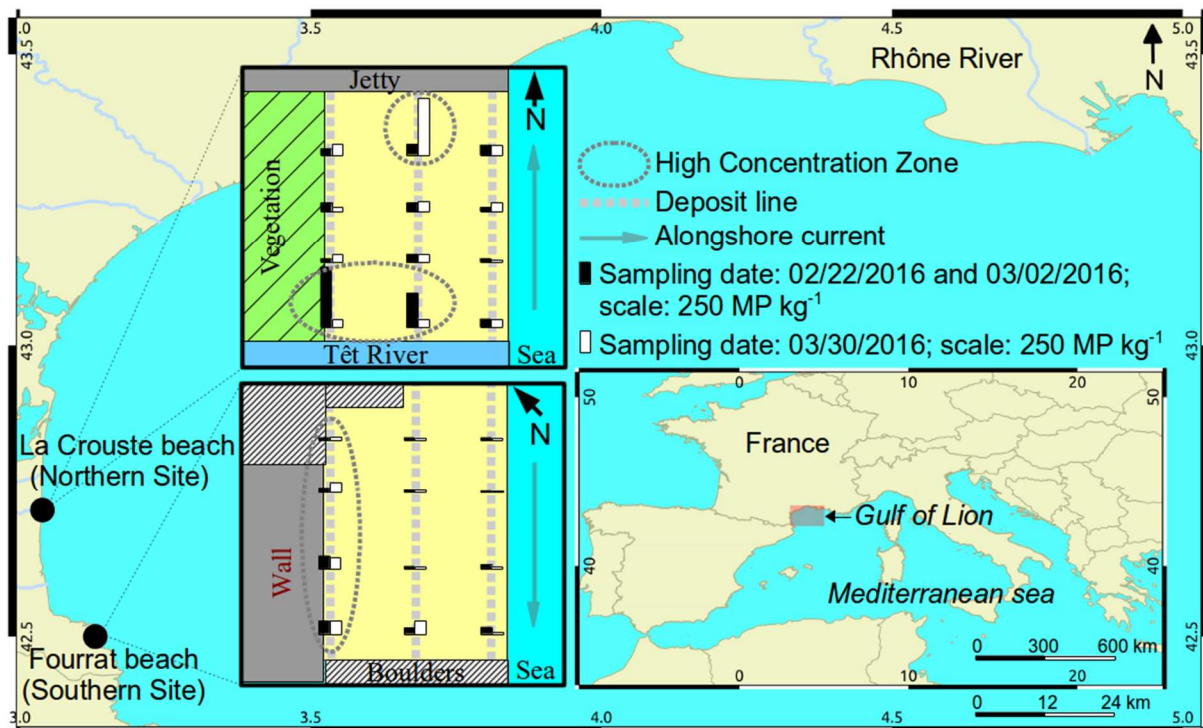 3.0
3.5
4.0
4.5
5.0
43.5
43.5
Rhône River
N
Jetty
N
Vegetation
Têt River
Sea
High Concentration Zone
Deposit line
Alongshore current
Sampling date: 02/22/2016 and 03/02/2016;
scale: 250 MP kg⁻¹
Sampling date: 03/30/2016; scale: 250 MP kg⁻¹
43.0
43.0
La Crouste beach
(Northern Site)
N
Wall
Boulders
Sea
Fourrat beach
(Southern Site)
0
10
20
50
50
France
Gulf of Lion
40
40
Mediterranean sea
0 300 600 km
0
10
20
42.5
42.5
0 12 24 km
3.0
3.5
4.0
4.5
5.0